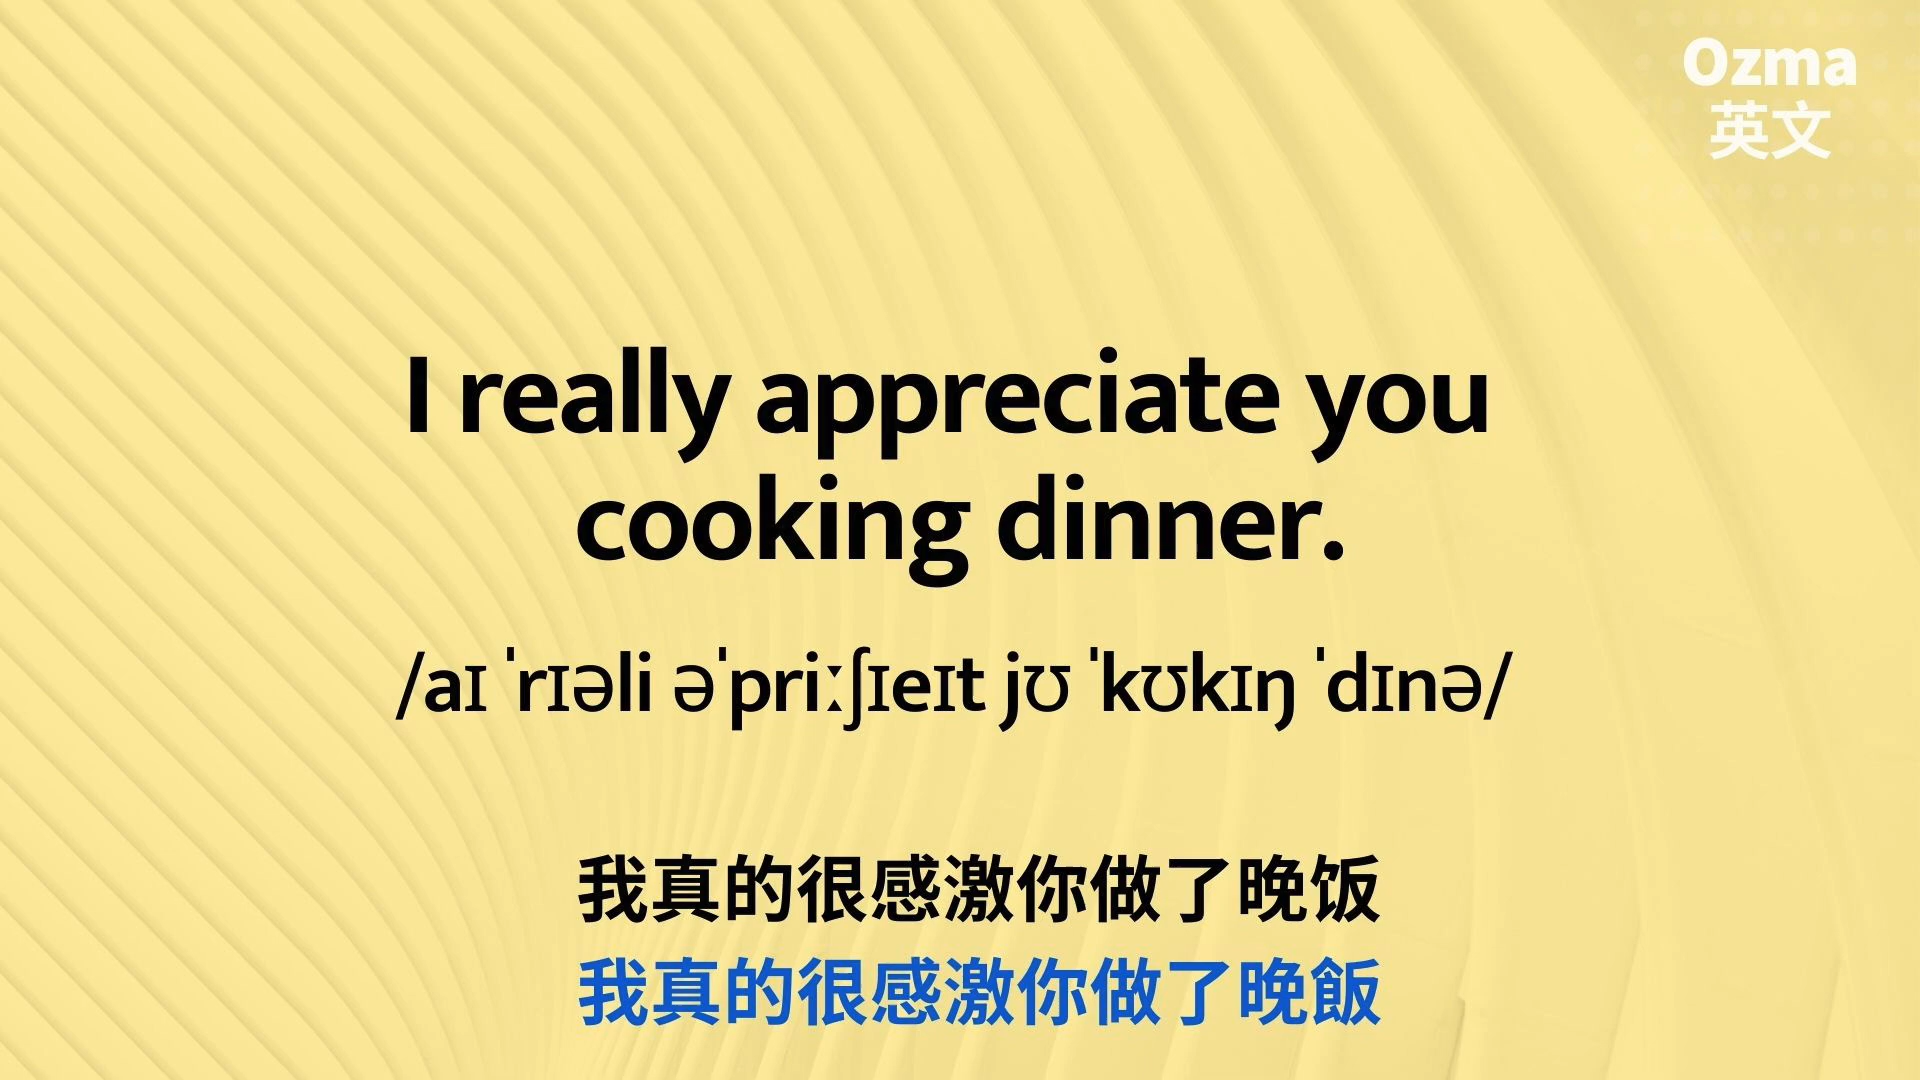 Ozma
英文
I really appreciate you
cooking dinner.
/aɪ ˈrɪəli əˈpriːʃɪeɪt jʊ ˈkʊkɪŋ ˈdɪnə/
我真的很感激你做了晚饭
我真的很感激你做了晚飯